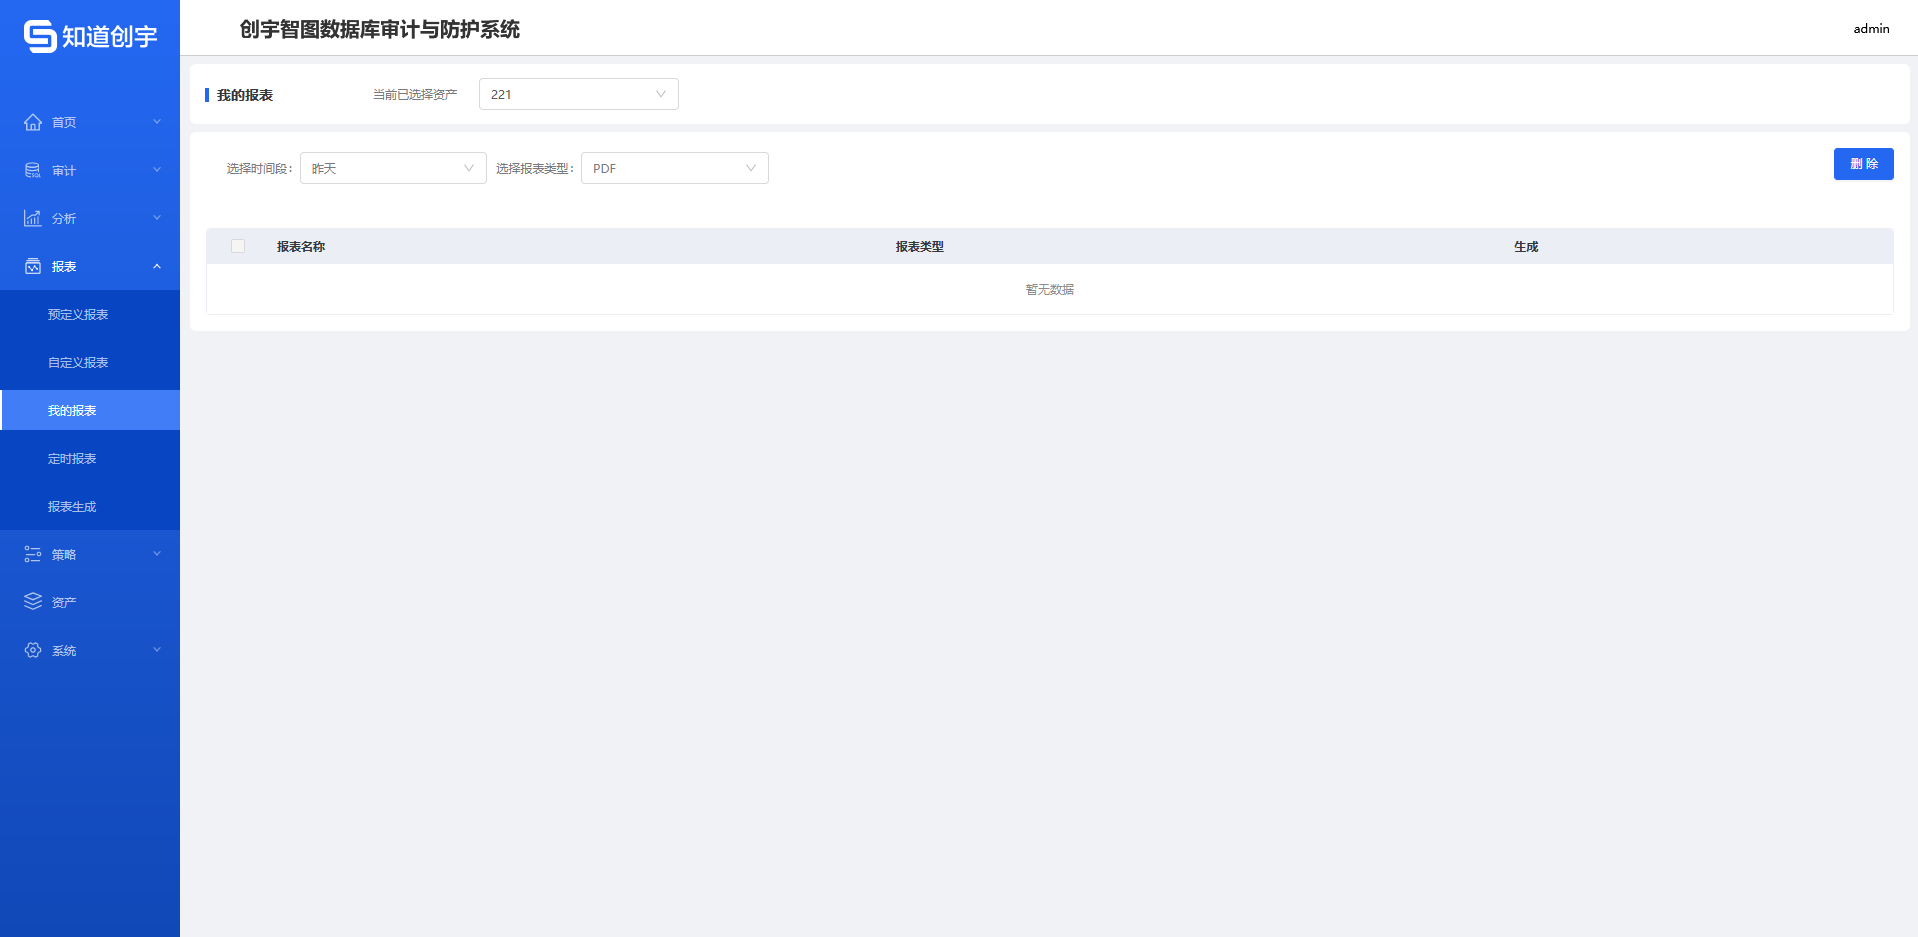 知道创宇
创宇智图数据库审计与防护系统
admin
首页
审计
分析
报表
预定义报表
自定义报表
我的报表
定时报表
报表生成
策略
资产
系统
我的报表
当前已选择资产
221
选择时间段：
昨天
选择报表类型：
PDF
删 除
报表名称
报表类型
生成
暂无数据